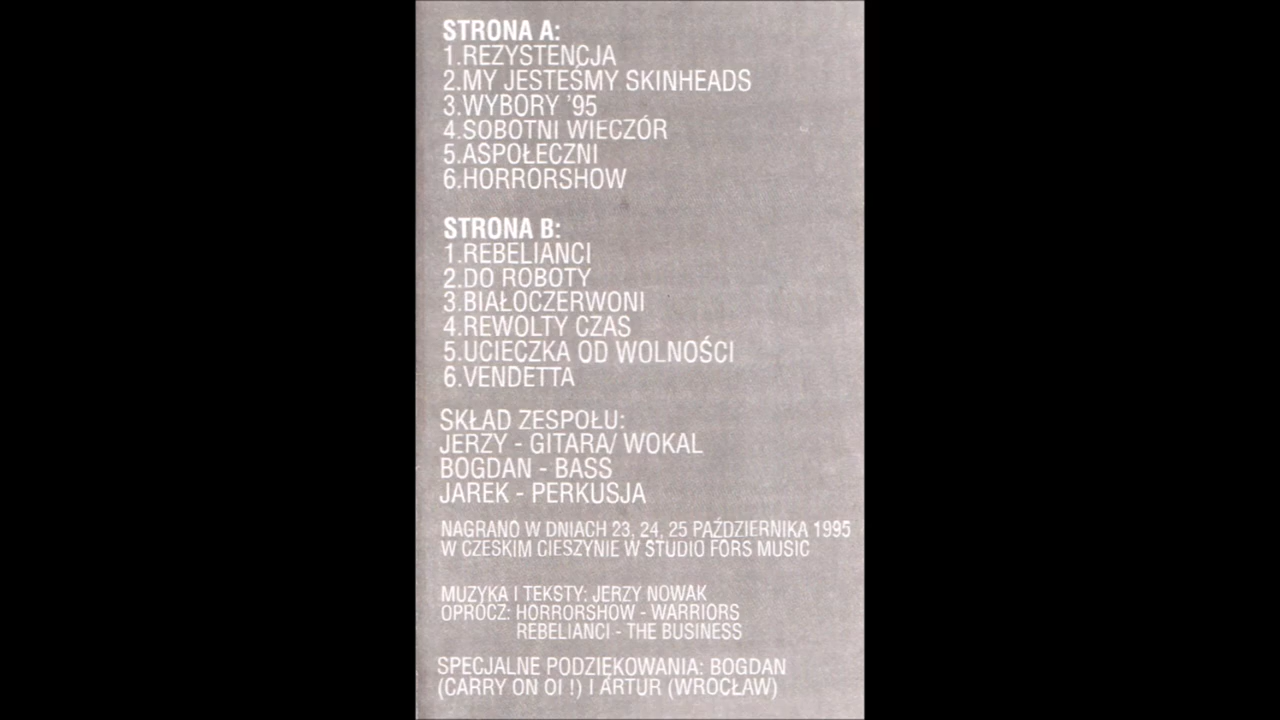 STRONA A:
1.REZYSTENCJA
2.MY JESTEŚMY SKINHEADS
3.WYBORY '95
4.SOBOTNI WIECZÓR
5.ASPOŁECZNI
6.HORRORSHOW
STRONA B:
1.REBELIANCI
2.DO ROBOTY
3.BIAŁOCZERWONI
4.REWOLTY CZAS
5.UCIECZKA OD WOLNOŚCI
6.VENDETTA
SKŁAD ZESPOŁU:
JERZY - GITARA/ WOKAL
BOGDAN - BASS
JAREK - PERKUSJA
NAGRANO W DNIACH 23, 24, 25 PAŹDZIERNIKA 1995
W CZESKIM CIESZYNIE W STUDIO FORS MUSIC
MUZYKA I TEKSTY: JERZY NOWAK
OPRÓCZ: HORRORSHOW - WARRIORS
REBELIANCI - THE BUSINESS
SPECJALNE PODZIĘKOWANIA: BOGDAN
(CARRY ON OI !) I ARTUR (WROCŁAW)